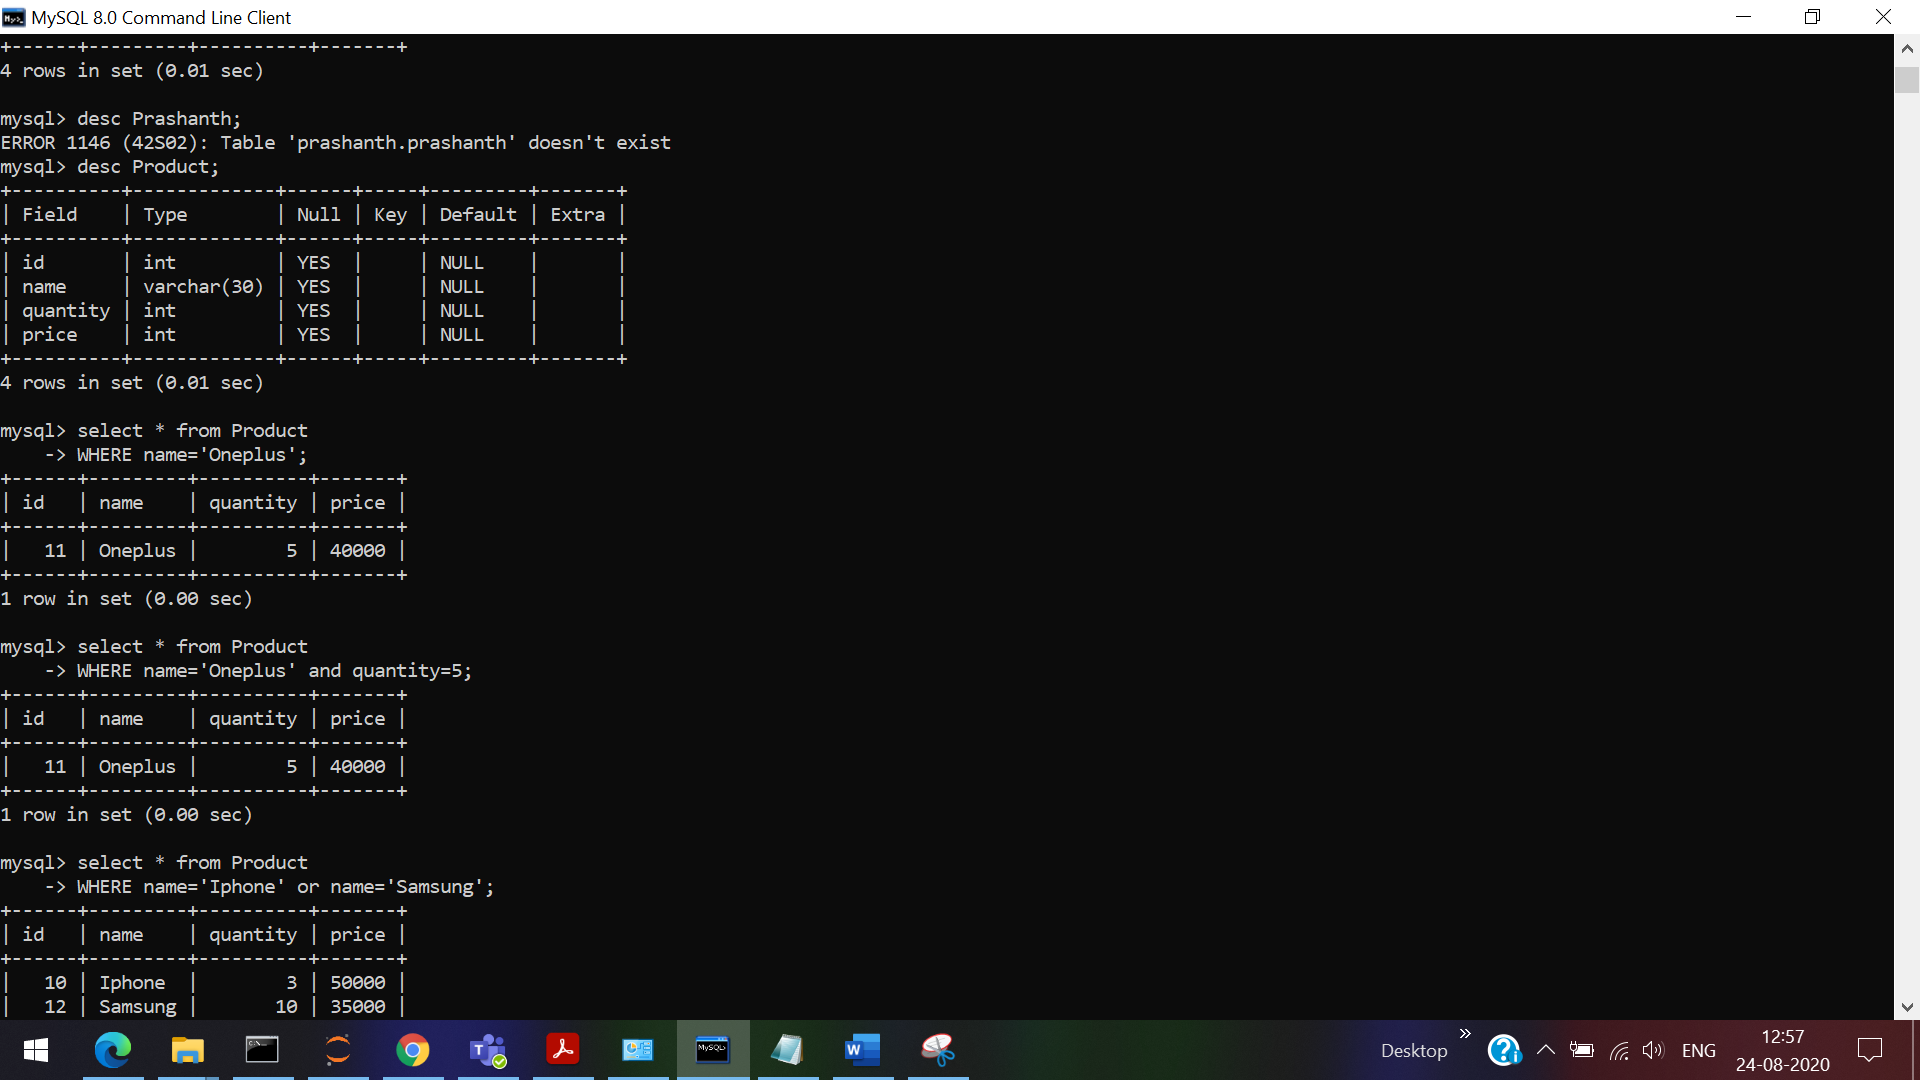 MySQL 8.0 Command Line Client
+------+---------+----------+-------+
4 rows in set (0.01 sec)
mysql> desc Prashanth;
ERROR 1146 (42S02): Table 'prashanth.prashanth' doesn't exist
mysql> desc Product;
+----------+-------------+------+-----+---------+-------+
| Field    | Type        | Null | Key | Default | Extra |
+----------+-------------+------+-----+---------+-------+
| id       | int         | YES  |     | NULL    |       |
| name     | varchar(30) | YES  |     | NULL    |       |
| quantity | int         | YES  |     | NULL    |       |
| price    | int         | YES  |     | NULL    |       |
+----------+-------------+------+-----+---------+-------+
4 rows in set (0.01 sec)
mysql> select * from Product
    -> WHERE name='Oneplus';
+------+---------+----------+-------+
| id   | name    | quantity | price |
+------+---------+----------+-------+
|   11 | Oneplus |        5 | 40000 |
+------+---------+----------+-------+
1 row in set (0.00 sec)
mysql> select * from Product
    -> WHERE name='Oneplus' and quantity=5;
+------+---------+----------+-------+
| id   | name    | quantity | price |
+------+---------+----------+-------+
|   11 | Oneplus |        5 | 40000 |
+------+---------+----------+-------+
1 row in set (0.00 sec)
mysql> select * from Product
    -> WHERE name='Iphone' or name='Samsung';
+------+---------+----------+-------+
| id   | name    | quantity | price |
+------+---------+----------+-------+
|   10 | Iphone  |        3 | 50000 |
|   12 | Samsung |       10 | 35000 |
Desktop
ENG
12:57
24-08-2020